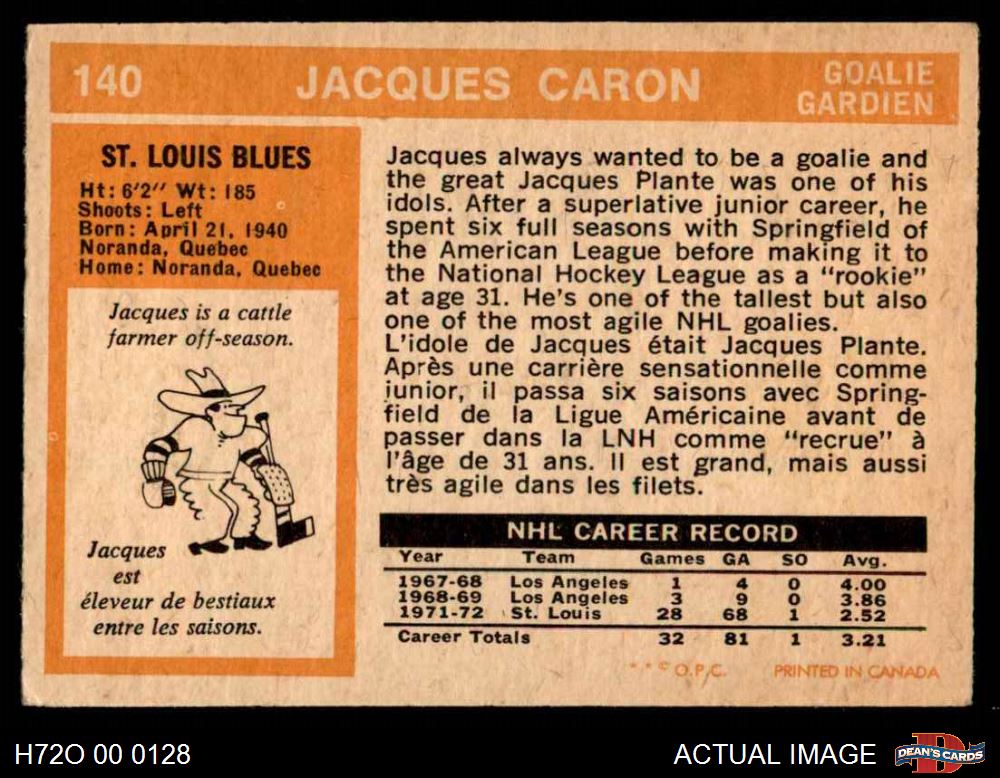 140
JACQUES CARON
GOALIE
GARDIEN
ST. LOUIS BLUES
Ht: 6'2" Wt: 185
Shoots: Left
Born: April 21, 1940
Noranda, Quebec
Home: Noranda, Quebec
Jacques is a cattle
farmer off-season.
Jacques
est
éleveur de bestiaux
entre les saisons.
Jacques always wanted to be a goalie and
the great Jacques Plante was one of his
idols. After a superlative junior career, he
spent six full seasons with Springfield of
the American League before making it to
the National Hockey League as a "rookie"
at age 31. He's one of the tallest but also
one of the most agile NHL goalies.
L'idole de Jacques était Jacques Plante.
Après une carrière sensationnelle comme
junior, il passa six saisons avec Spring-
field de la Ligue Américaine avant de
passer dans la LNH comme "recrue" à
l'âge de 31 ans. Il est grand, mais aussi
très agile dans les filets.
NHL CAREER RECORD
Year Team Games GA SO Avg.
1967-68 Los Angeles 1 4 0 4.00
1968-69 Los Angeles 3 9 0 3.86
1971-72 St. Louis 28 68 1 2.52
Career Totals 32 81 1 3.21
* * © O.P.C. PRINTED IN CANADA
H72O 00 0128
ACTUAL IMAGE
DEAN'S CARDS